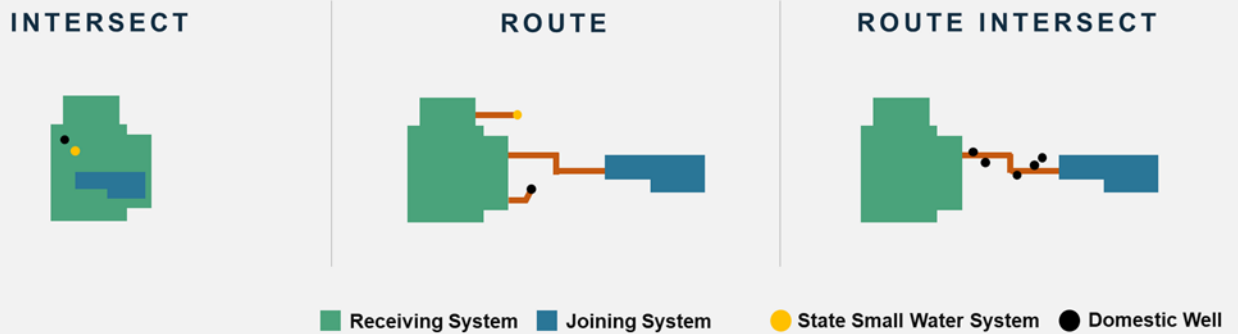 INTERSECT
ROUTE
ROUTE INTERSECT
Receiving System
Joining System
State Small Water System
Domestic Well